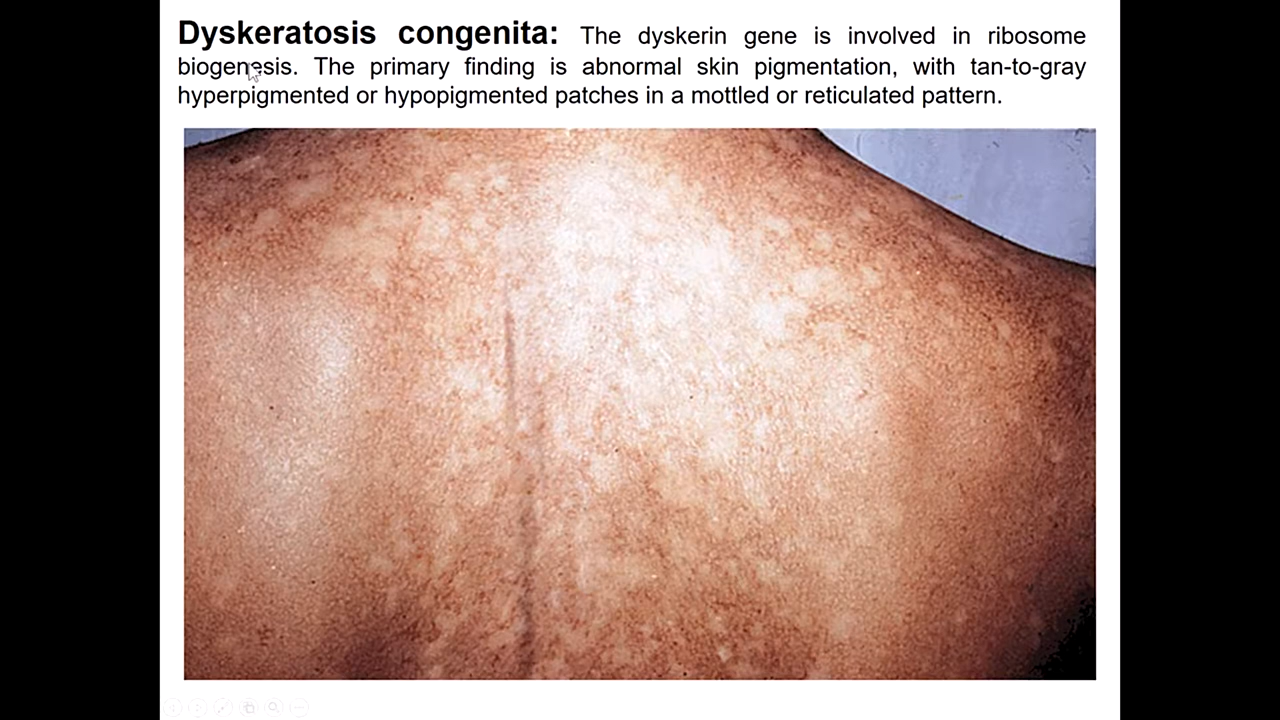 Dyskeratosis congenita: The dyskerin gene is involved in ribosome
biogenesis. The primary finding is abnormal skin pigmentation, with tan-to-gray
hyperpigmented or hypopigmented patches in a mottled or reticulated pattern.